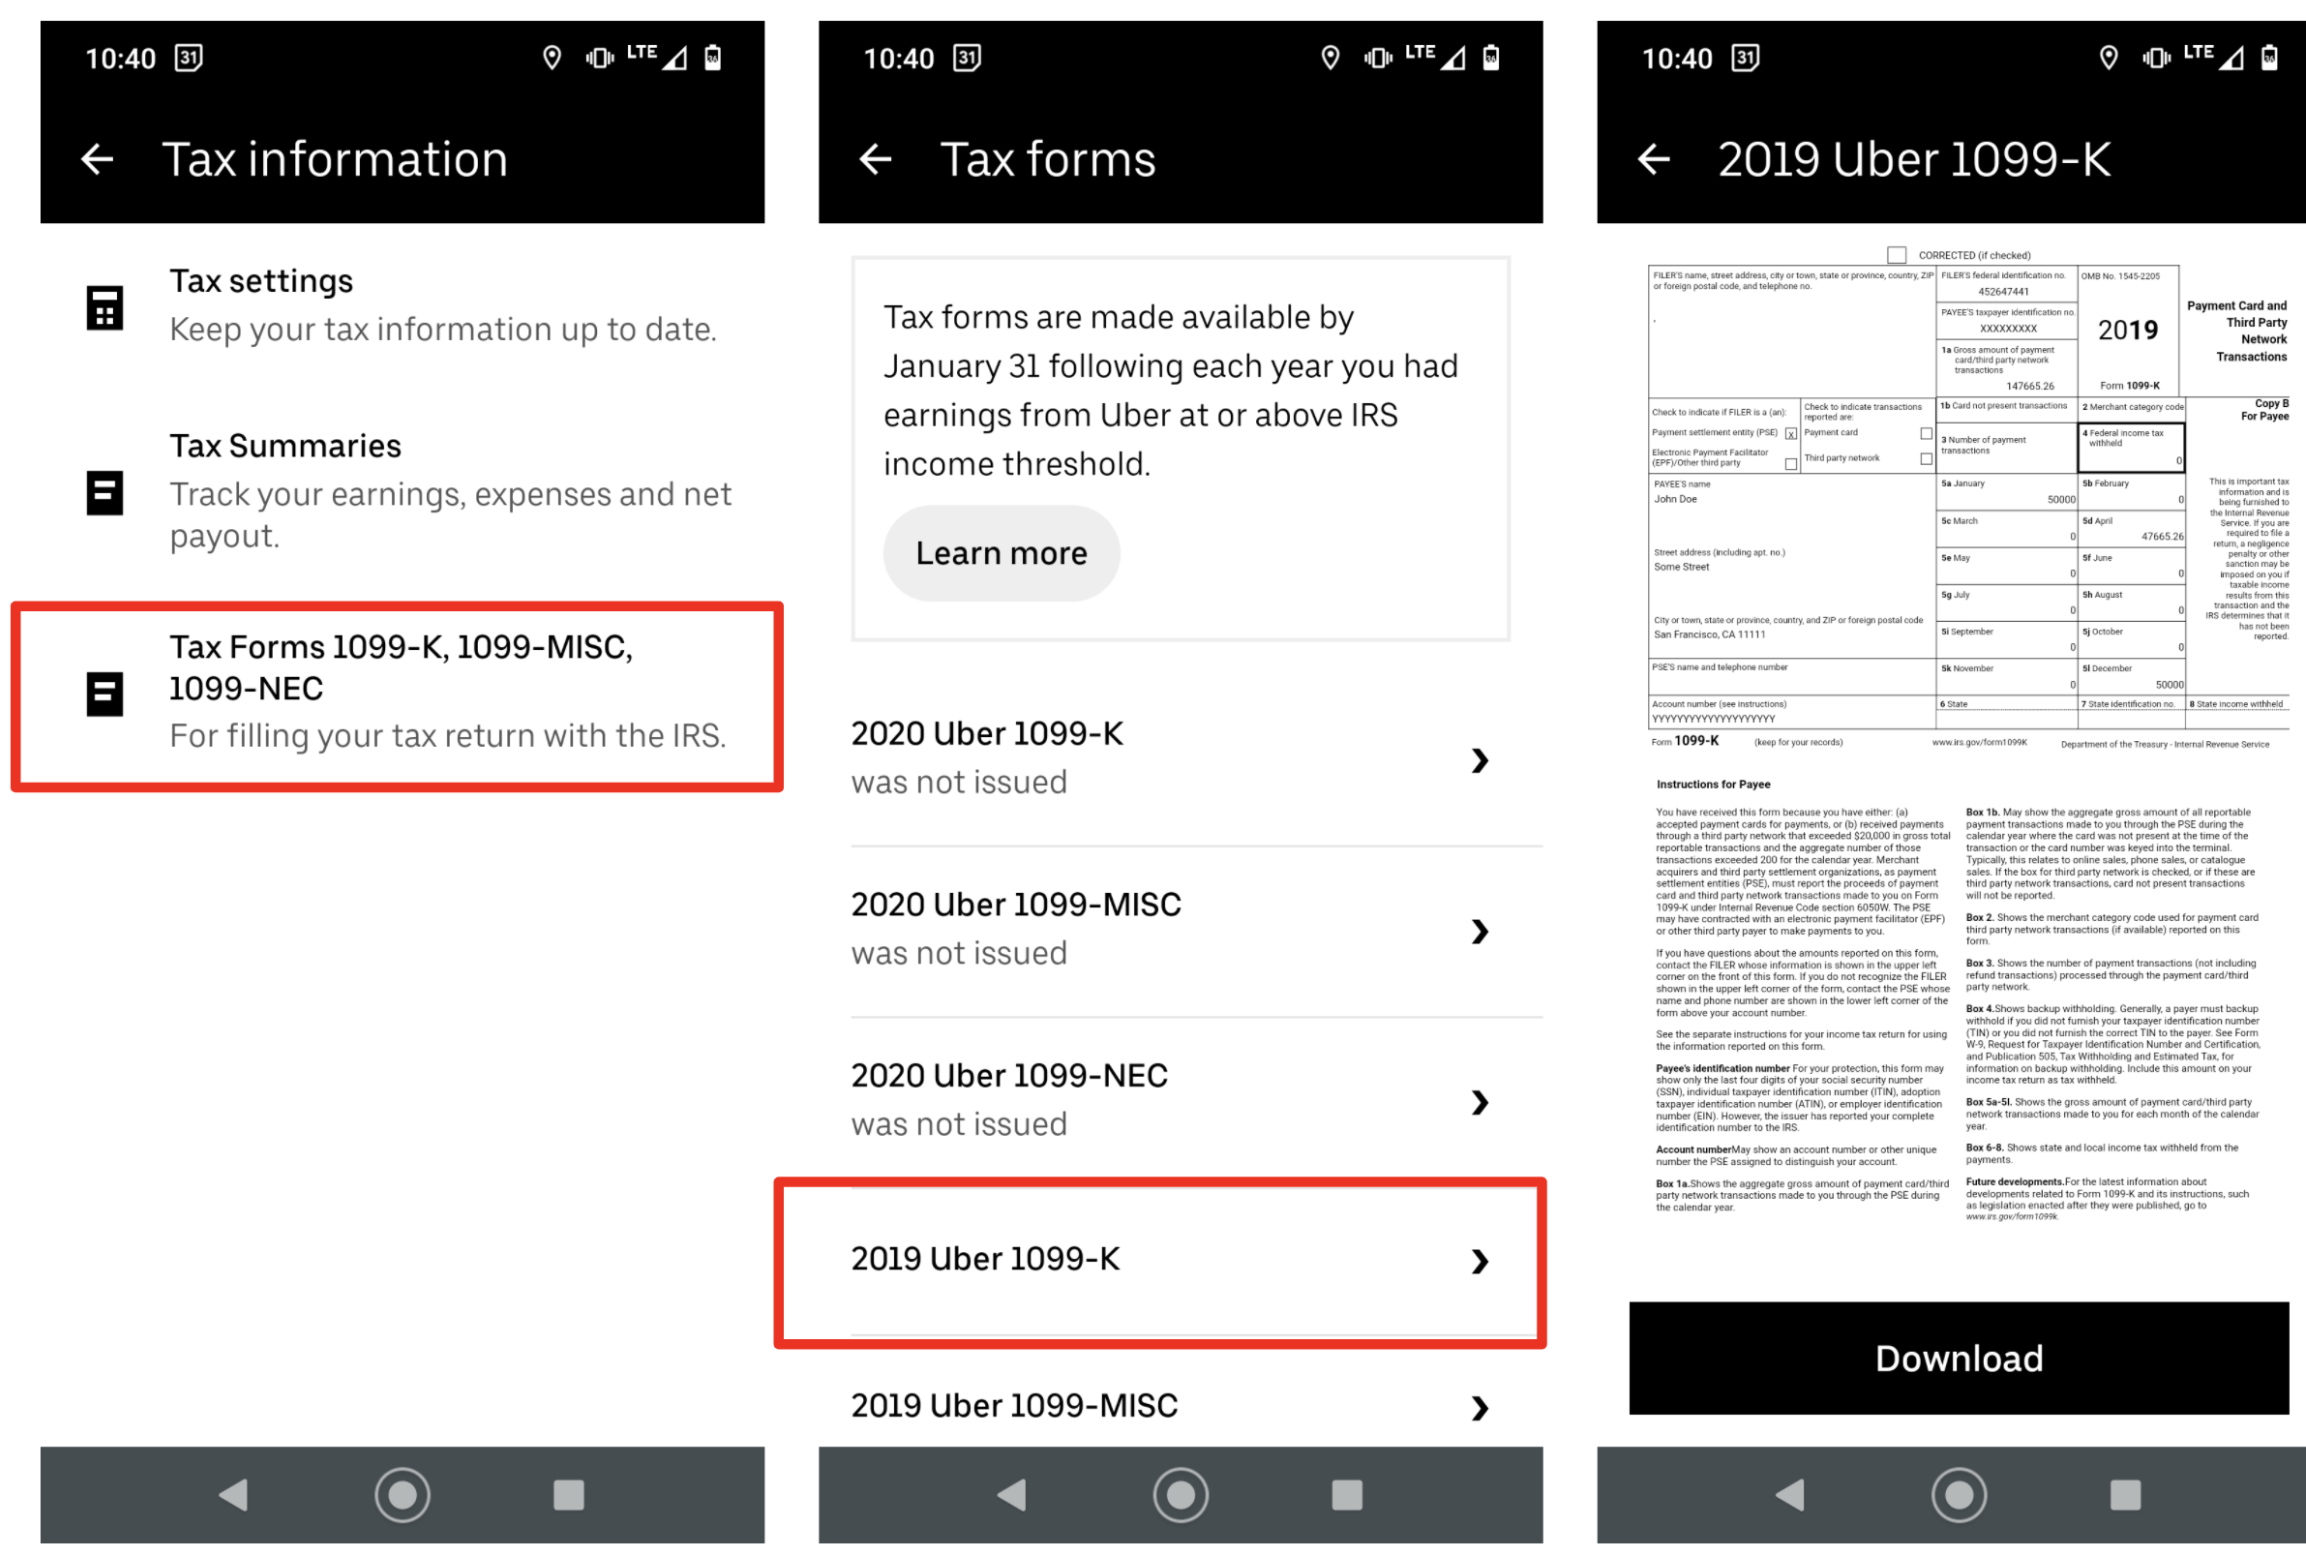 10:40 31 LTE 36
Tax information
Tax settings
Keep your tax information up to date.
Tax Summaries
Track your earnings, expenses and net
payout.
Tax Forms 1099-K, 1099-MISC,
1099-NEC
For filling your tax return with the IRS.
10:40 31 LTE 36
Tax forms
Tax forms are made available by
January 31 following each year you had
earnings from Uber at or above IRS
income threshold.
Learn more
2020 Uber 1099-K
was not issued
2020 Uber 1099-MISC
was not issued
2020 Uber 1099-NEC
was not issued
2019 Uber 1099-K
2019 Uber 1099-MISC
10:40 31 LTE 36
2019 Uber 1099-K
CORRECTED (if checked)
FILER'S name, street address, city or town, state or province, country, ZIP
or foreign postal code, and telephone no.
FILER'S federal identification no.
452647441
PAYEE'S taxpayer identification no.
XXXXXXXXX
1a Gross amount of payment
card/third party network
transactions
147665.26
OMB No. 1545-2205
2019
Form 1099-K
Payment Card and
Third Party
Network
Transactions
Check to indicate if FILER is a (an):
Payment settlement entity (PSE) X
Electronic Payment Facilitator
(EPF)/Other third party
Check to indicate transactions
reported are:
Payment card
Third party network
1b Card not present transactions
2 Merchant category code
Copy B
For Payee
3 Number of payment
transactions
4 Federal income tax
withheld
0
PAYEE'S name
John Doe
Street address (including apt. no.)
Some Street
City or town, state or province, country, and ZIP or foreign postal code
San Francisco, CA 11111
5a January
50000
5b February
0
5c March
0
5d April
47665.26
5e May
0
5f June
0
5g July
0
5h August
0
5i September
0
5j October
0
This is important tax
information and is
being furnished to
the Internal Revenue
Service. If you are
required to file a
return, a negligence
penalty or other
sanction may be
imposed on you if
taxable income
results from this
transaction and the
IRS determines that it
has not been
reported.
PSE'S name and telephone number
5k November
0
5l December
50000
Account number (see instructions)
YYYYYYYYYYYYYYYYYYYY
6 State
7 State identification no.
8 State income withheld
Form 1099-K (keep for your records) www.irs.gov/form1099K Department of the Treasury - Internal Revenue Service
Instructions for Payee
You have received this form because you have either: (a)
accepted payment cards for payments, or (b) received payments
through a third party network that exceeded $20,000 in gross total
reportable transactions and the aggregate number of those
transactions exceeded 200 for the calendar year. Merchant
acquirers and third party settlement organizations, as payment
settlement entities (PSE), must report the proceeds of payment
card and third party network transactions made to you on Form
1099-K under Internal Revenue Code section 6050W. The PSE
may have contracted with an electronic payment facilitator (EPF)
or other third party payer to make payments to you.
If you have questions about the amounts reported on this form,
contact the FILER whose information is shown in the upper left
corner on the front of this form. If you do not recognize the FILER
shown in the upper left corner of the form, contact the PSE whose
name and phone number are shown in the lower left corner of the
form above your account number.
See the separate instructions for your income tax return for using
the information reported on this form.
Payee's identification number For your protection, this form may
show only the last four digits of your social security number
(SSN), individual taxpayer identification number (ITIN), adoption
taxpayer identification number (ATIN), or employer identification
number (EIN). However, the issuer has reported your complete
identification number to the IRS.
Account numberMay show an account number or other unique
number the PSE assigned to distinguish your account.
Box 1a.Shows the aggregate gross amount of payment card/third
party network transactions made to you through the PSE during
the calendar year.
Box 1b. May show the aggregate gross amount of all reportable
payment transactions made to you through the PSE during the
calendar year where the card was not present at the time of the
transaction or the card number was keyed into the terminal.
Typically, this relates to online sales, phone sales, or catalogue
sales. If the box for third party network is checked, or if these are
third party network transactions, card not present transactions
will not be reported.
Box 2. Shows the merchant category code used for payment card
third party network transactions (if available) reported on this
form.
Box 3. Shows the number of payment transactions (not including
refund transactions) processed through the payment card/third
party network.
Box 4.Shows backup withholding. Generally, a payer must backup
withhold if you did not furnish your taxpayer identification number
(TIN) or you did not furnish the correct TIN to the payer. See Form
W-9, Request for Taxpayer Identification Number and Certification,
and Publication 505, Tax Withholding and Estimated Tax, for
information on backup withholding. Include this amount on your
income tax return as tax withheld.
Box 5a-5l. Shows the gross amount of payment card/third party
network transactions made to you for each month of the calendar
year.
Box 6-8. Shows state and local income tax withheld from the
payments.
Future developments.For the latest information about
developments related to Form 1099-K and its instructions, such
as legislation enacted after they were published, go to
www.irs.gov/form1099k.
Download